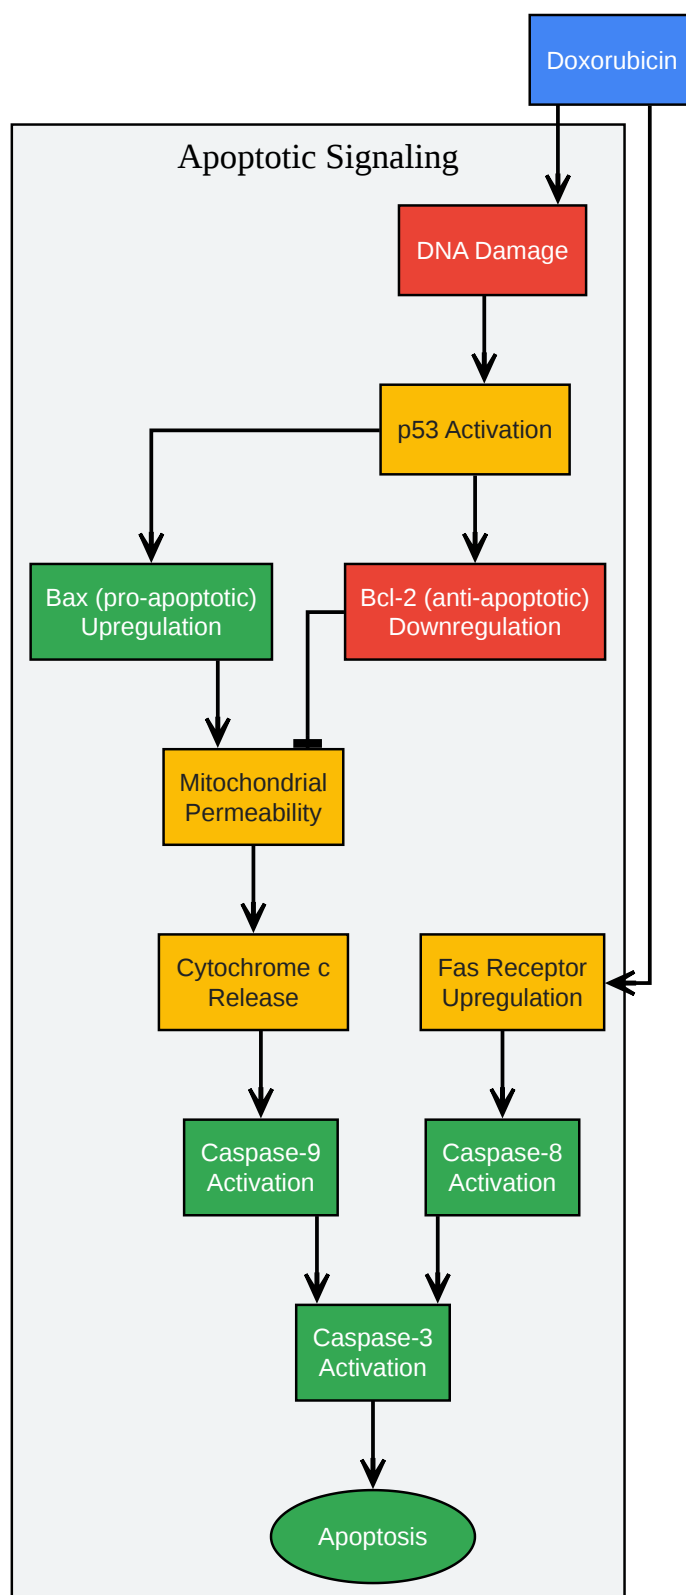 Doxorubicin
Apoptotic Signaling
DNA Damage
p53 Activation
Bax (pro-apoptotic)
Upregulation
Bcl-2 (anti-apoptotic)
Downregulation
Mitochondrial
Permeability
Cytochrome c
Release
Fas Receptor
Upregulation
Caspase-9
Activation
Caspase-8
Activation
Caspase-3
Activation
Apoptosis